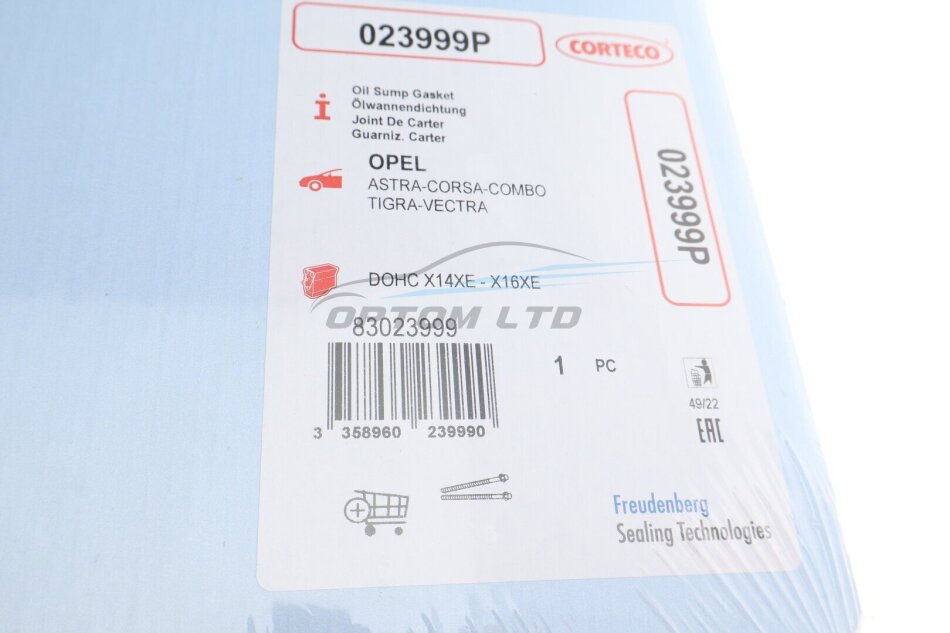 023999P
CORTECO
Oil Sump Gasket
Ölwannendichtung
Joint De Carter
Guarniz. Carter
OPEL
ASTRA-CORSA-COMBO
TIGRA-VECTRA
023999P
DOHC X14XE - X16XE
OPTOM LTD
83023999
1 PC
3 358960 239990
49/22
EAC
Freudenberg
Sealing Technologies